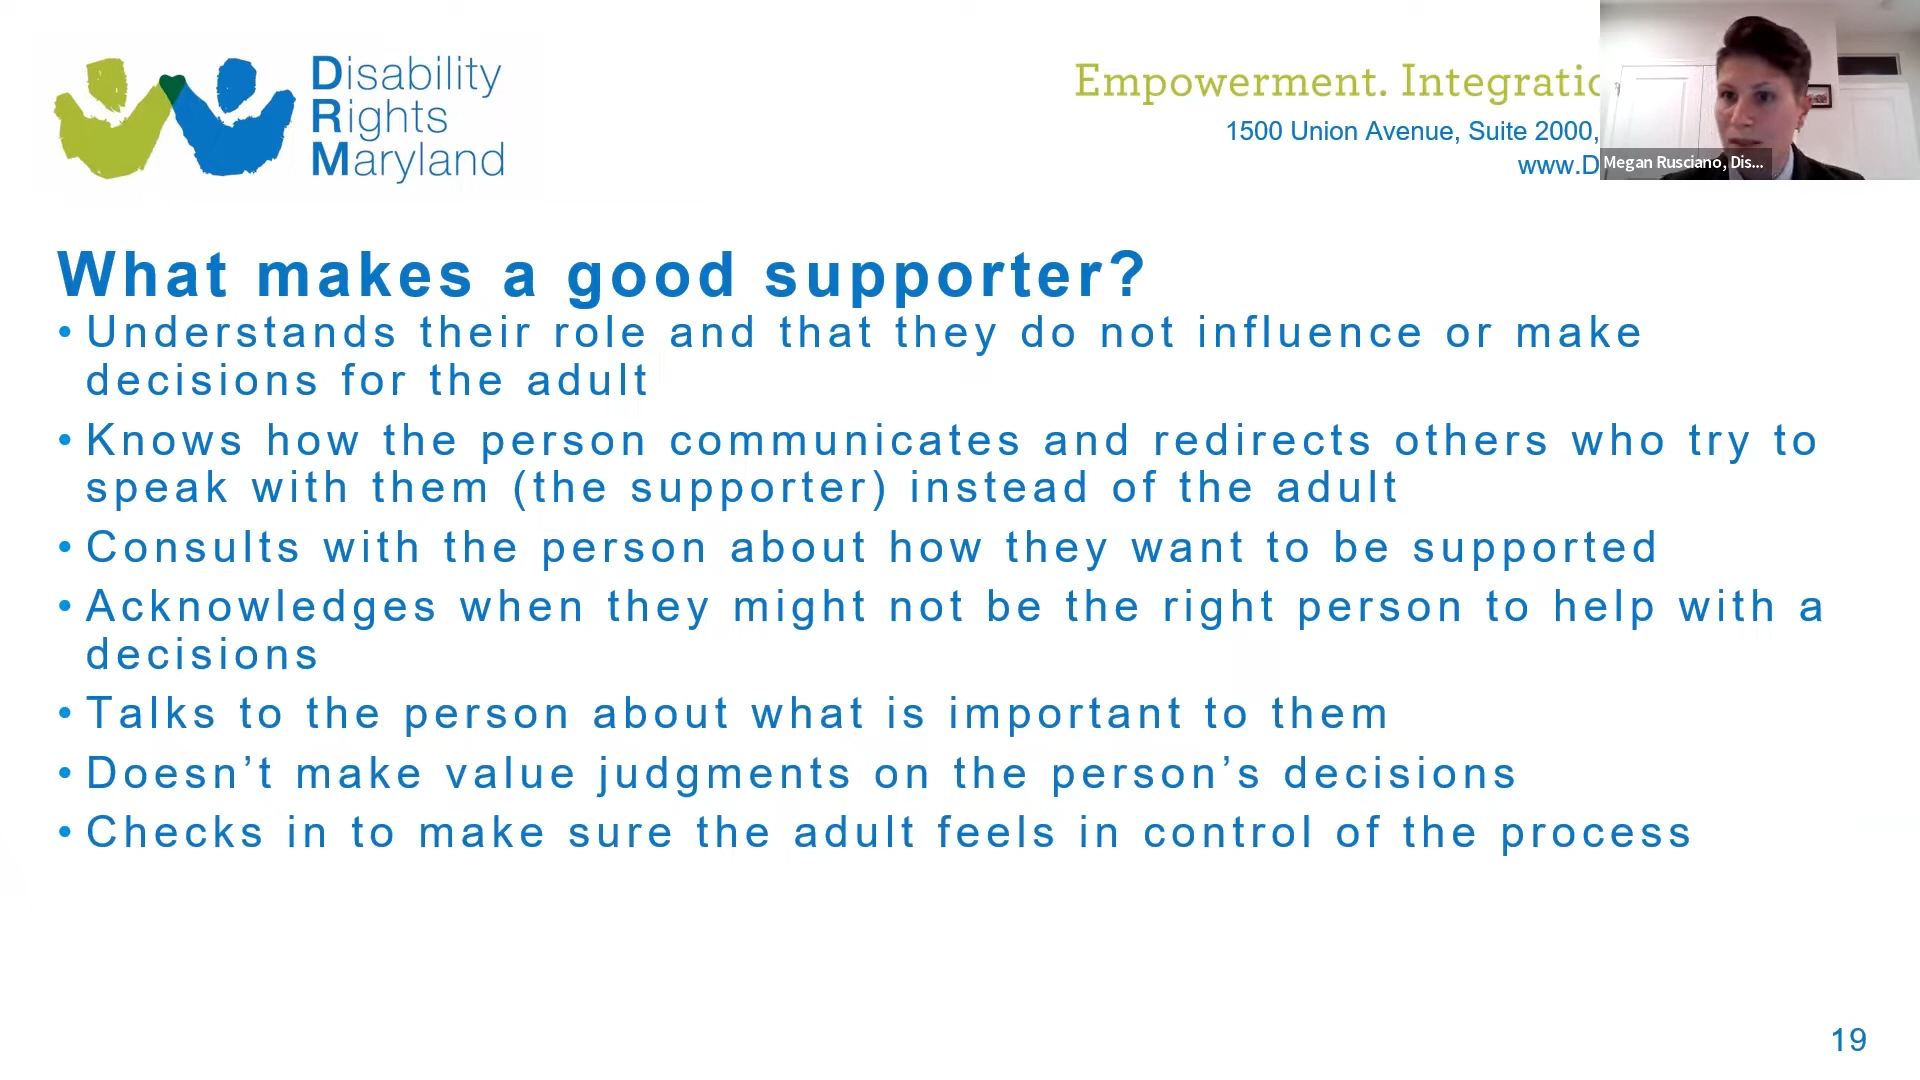 Disability
Rights
Maryland
Empowerment. Integratio
1500 Union Avenue, Suite 2000,
www.D
Megan Rusciano, Dis...
What makes a good supporter?
• Understands their role and that they do not influence or make
decisions for the adult
• Knows how the person communicates and redirects others who try to
speak with them (the supporter) instead of the adult
• Consults with the person about how they want to be supported
• Acknowledges when they might not be the right person to help with a
decisions
• Talks to the person about what is important to them
• Doesn’t make value judgments on the person’s decisions
• Checks in to make sure the adult feels in control of the process
19